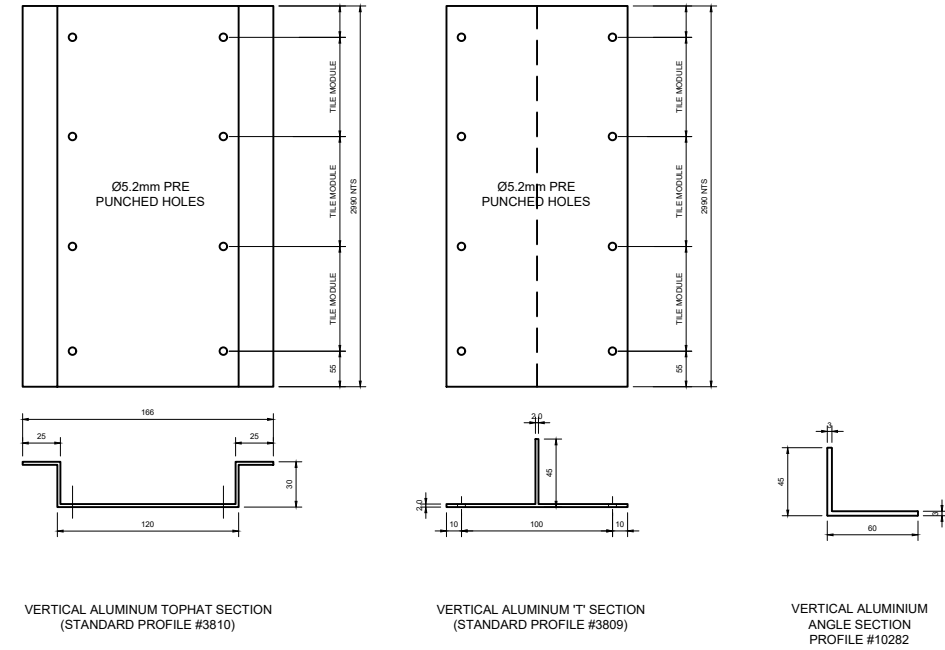 TILE MODULE
TILE MODULE
TILE MODULE
55
2990 NTS
Ø5.2mm PRE
PUNCHED HOLES
TILE MODULE
TILE MODULE
TILE MODULE
55
2990 NTS
Ø5.2mm PRE
PUNCHED HOLES
166
25
25
30
120
2.0
45
2.0
10
100
10
3
45
3
60
VERTICAL ALUMINUM TOPHAT SECTION
(STANDARD PROFILE #3810)
VERTICAL ALUMINUM 'T' SECTION
(STANDARD PROFILE #3809)
VERTICAL ALUMINIUM
ANGLE SECTION
PROFILE #10282